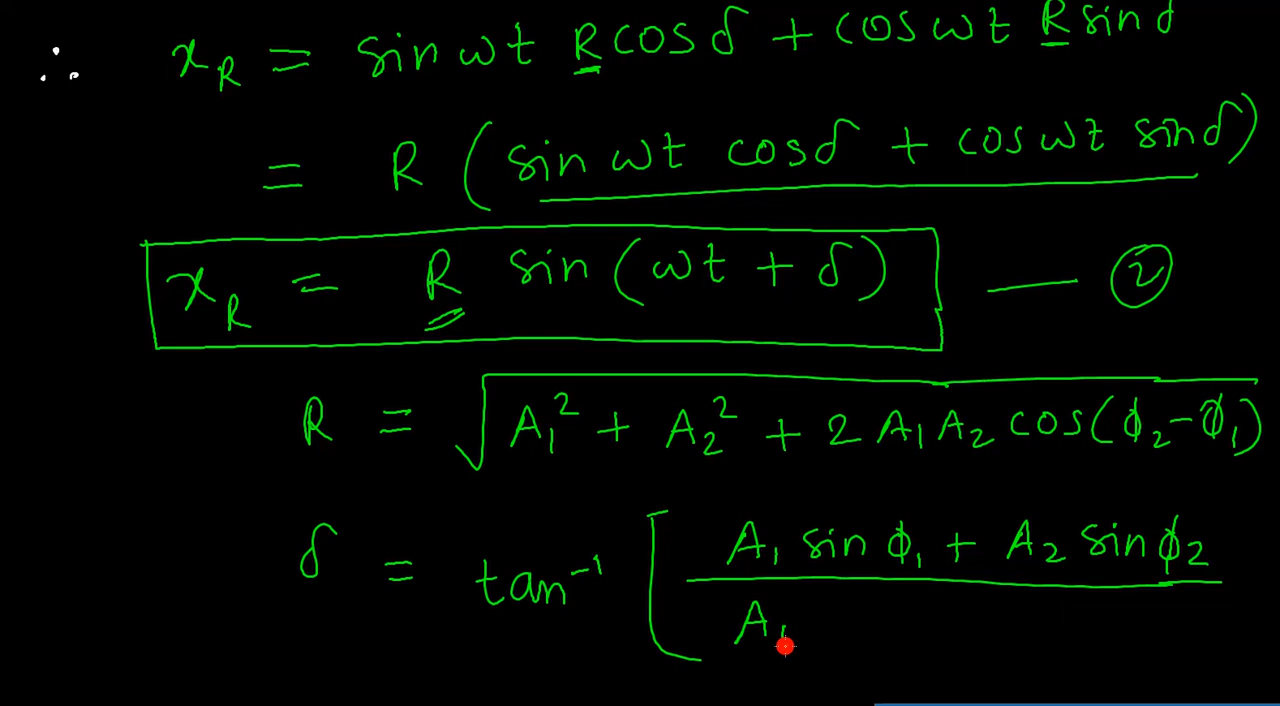 ∴ x_R = sin ωt R cos δ + cos ωt R sin δ
= R (sin ωt cos δ + cos ωt sin δ)
x_R = R sin (ωt + δ) — ②
R = √(A₁² + A₂² + 2 A₁ A₂ cos(ϕ₂ - ϕ₁))
δ = tan⁻¹ [ (A₁ sin ϕ₁ + A₂ sin ϕ₂) /
A₁